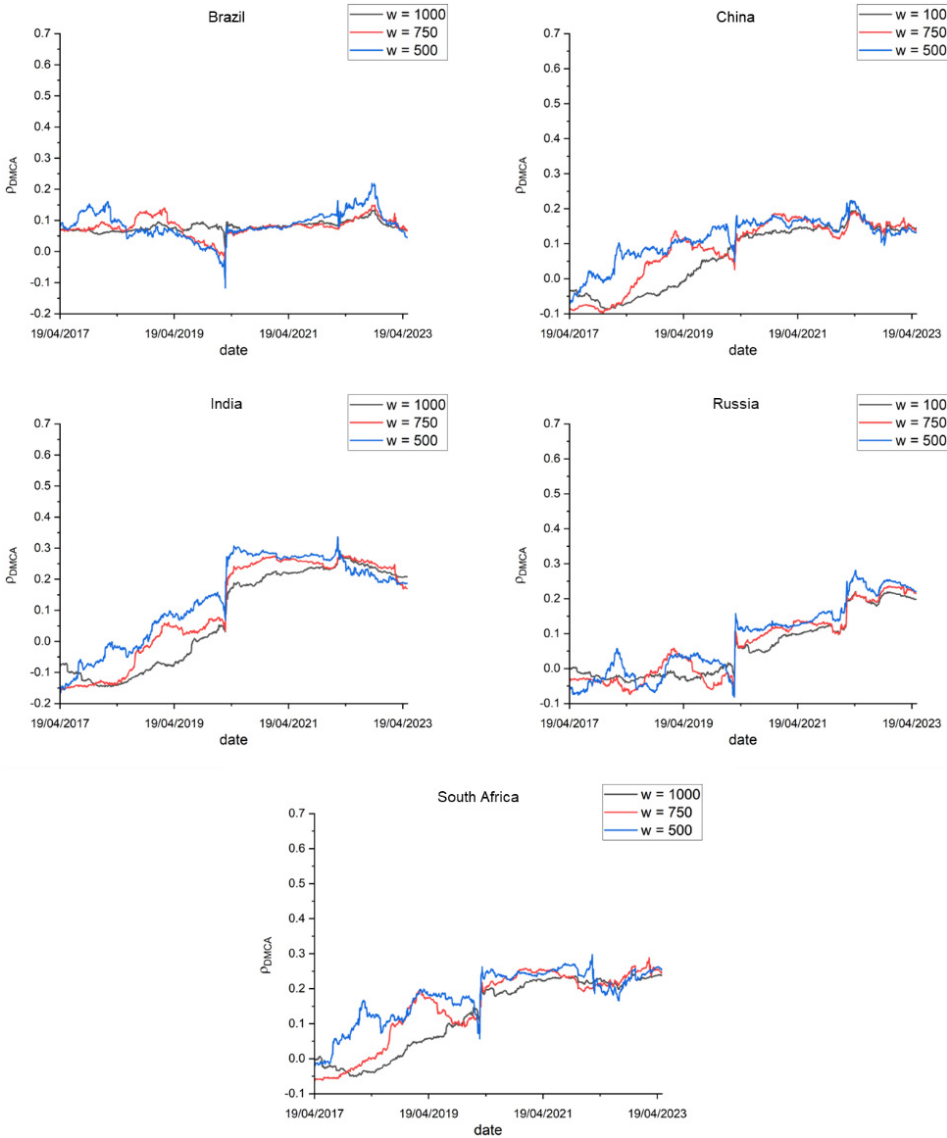 Brazil
w = 1000
w = 750
w = 500
0.7
0.6
0.5
0.4
0.3
0.2
0.1
0.0
-0.1
-0.2
ρDMCA
19/04/2017
19/04/2019
19/04/2021
19/04/2023
date
China
w = 100
w = 750
w = 500
0.7
0.6
0.5
0.4
0.3
0.2
0.1
0.0
-0.1
ρDMCA
19/04/2017
19/04/2019
19/04/2021
19/04/2023
date
India
w = 1000
w = 750
w = 500
0.7
0.6
0.5
0.4
0.3
0.2
0.1
0.0
-0.1
-0.2
ρDMCA
19/04/2017
19/04/2019
19/04/2021
19/04/2023
date
Russia
w = 100
w = 750
w = 500
0.7
0.6
0.5
0.4
0.3
0.2
0.1
0.0
-0.1
ρDMCA
19/04/2017
19/04/2019
19/04/2021
19/04/2023
date
South Africa
w = 1000
w = 750
w = 500
0.7
0.6
0.5
0.4
0.3
0.2
0.1
0.0
-0.1
ρDMCA
19/04/2017
19/04/2019
19/04/2021
19/04/2023
date